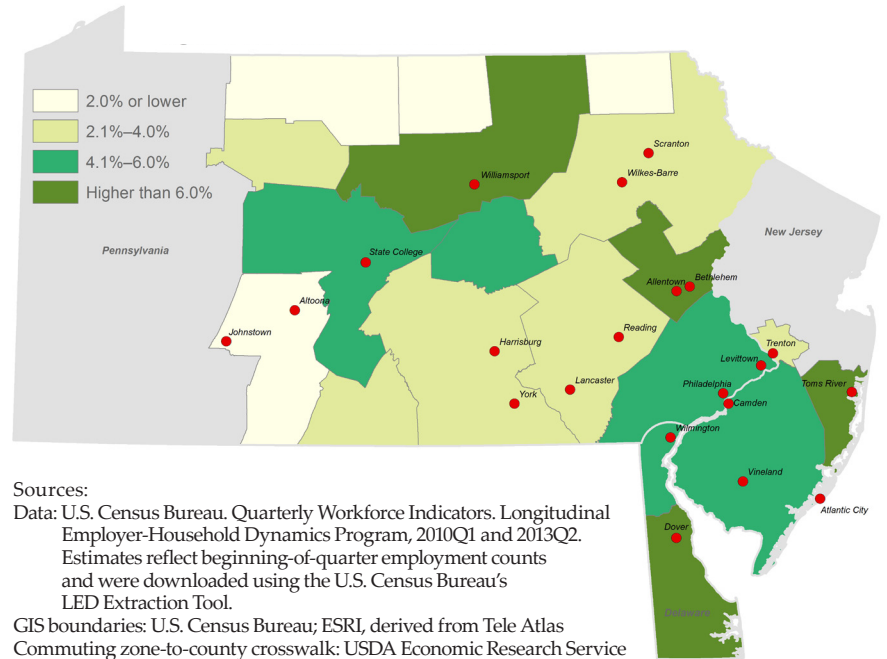 2.0% or lower
2.1%–4.0%
4.1%–6.0%
Higher than 6.0%
Pennsylvania
New Jersey
Scranton
Wilkes-Barre
Williamsport
State College
Bethlehem
Allentown
Altoona
Johnstown
Harrisburg
Reading
Trenton
Levittown
Lancaster
Philadelphia
Toms River
York
Camden
Wilmington
Vineland
Atlantic City
Dover
Delaware
Sources:
Data: U.S. Census Bureau. Quarterly Workforce Indicators. Longitudinal
Employer-Household Dynamics Program, 2010Q1 and 2013Q2.
Estimates reflect beginning-of-quarter employment counts
and were downloaded using the U.S. Census Bureau’s
LED Extraction Tool.
GIS boundaries: U.S. Census Bureau; ESRI, derived from Tele Atlas
Commuting zone-to-county crosswalk: USDA Economic Research Service